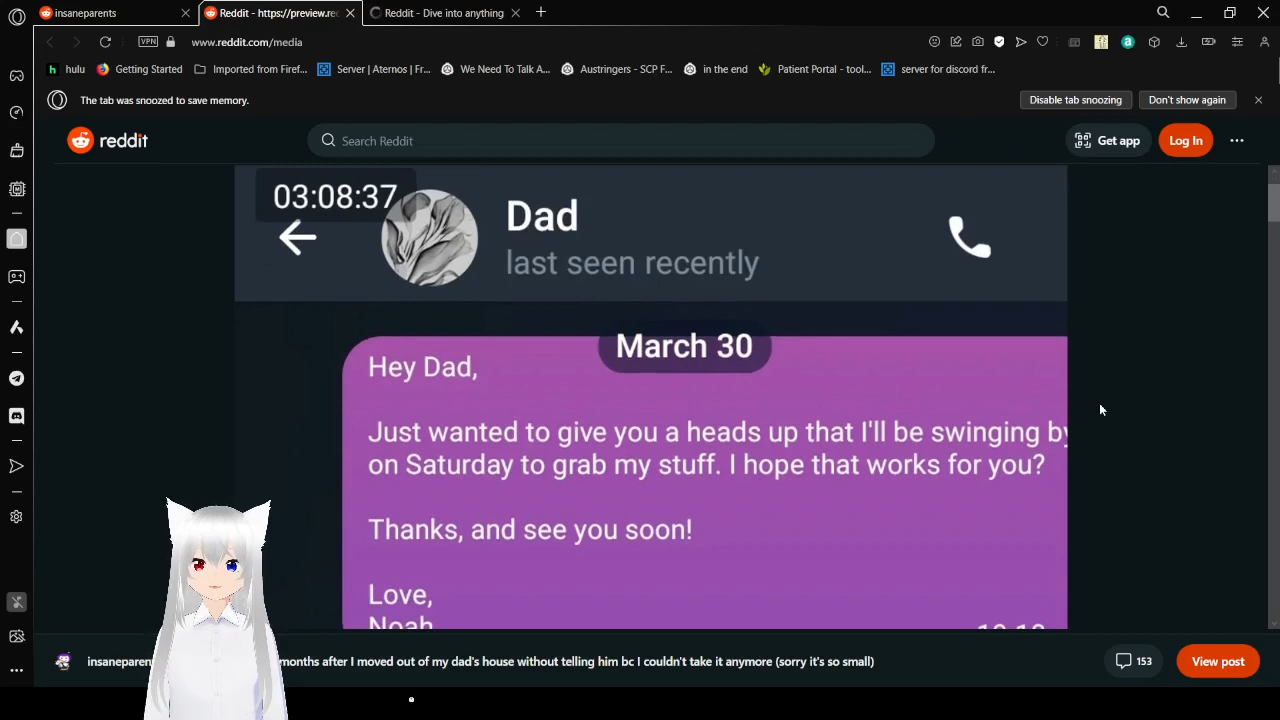 insaneparents
Reddit - https://preview.rec
Reddit - Dive into anything
VPN
www.reddit.com/media
hulu
Getting Started
Imported from Firef...
Server | Aternos | Fr...
We Need To Talk A...
Austringers - SCP F...
in the end
Patient Portal - tool...
server for discord fr...
The tab was snoozed to save memory.
Disable tab snoozing
Don't show again
reddit
Search Reddit
Get app
Log In
03:08:37
Dad
last seen recently
March 30
Hey Dad,
Just wanted to give you a heads up that I'll be swinging by
on Saturday to grab my stuff. I hope that works for you?
Thanks, and see you soon!
Love,
Noah
insaneparen
months after I moved out of my dad's house without telling him bc I couldn't take it anymore (sorry it's so small)
153
View post